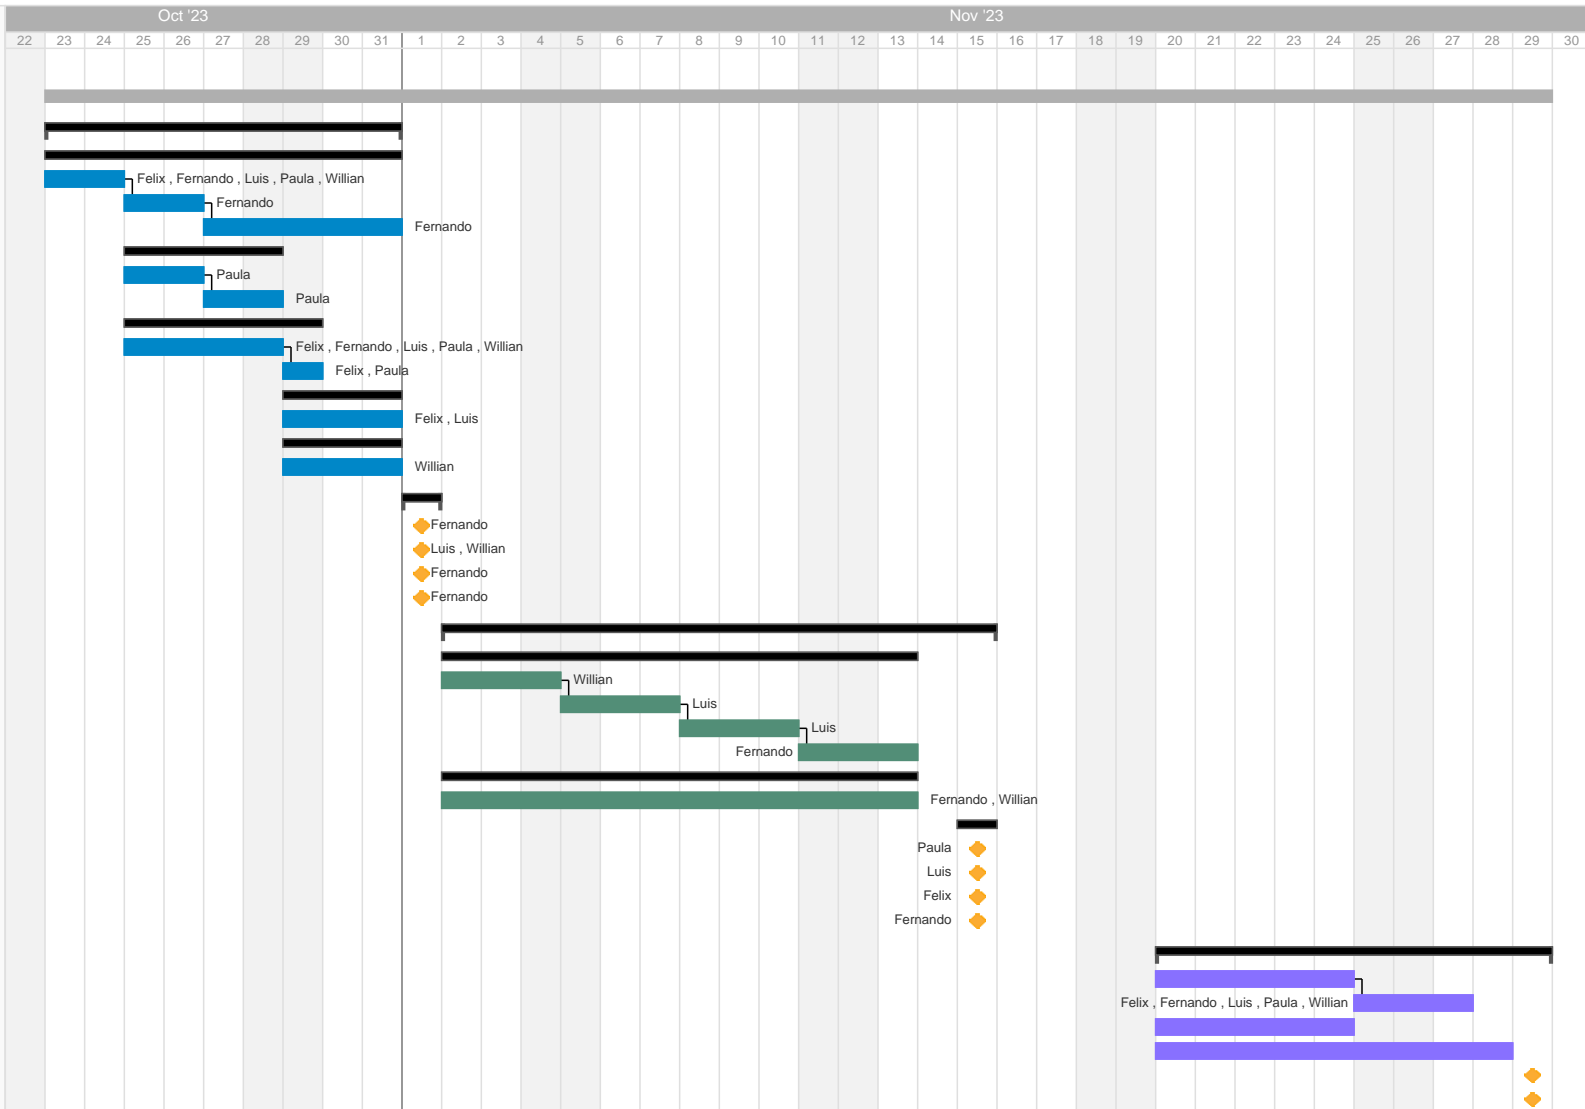 Oct '23 Nov '23
22 23 24 25 26 27 28 29 30 31 1 2 3 4 5 6 7 8 9 10 11 12 13 14 15 16 17 18 19 20 21 22 23 24 25 26 27 28 29 30
Felix , Fernando , Luis , Paula , Willian
Fernando
Fernando
Paula
Paula
Felix , Fernando , Luis , Paula , Willian
Felix , Paula
Felix , Luis
Willian
Fernando
Luis , Willian
Fernando
Fernando
Willian
Luis
Luis
Fernando
Fernando , Willian
Paula
Luis
Felix
Fernando
Felix , Fernando , Luis , Paula , Willian